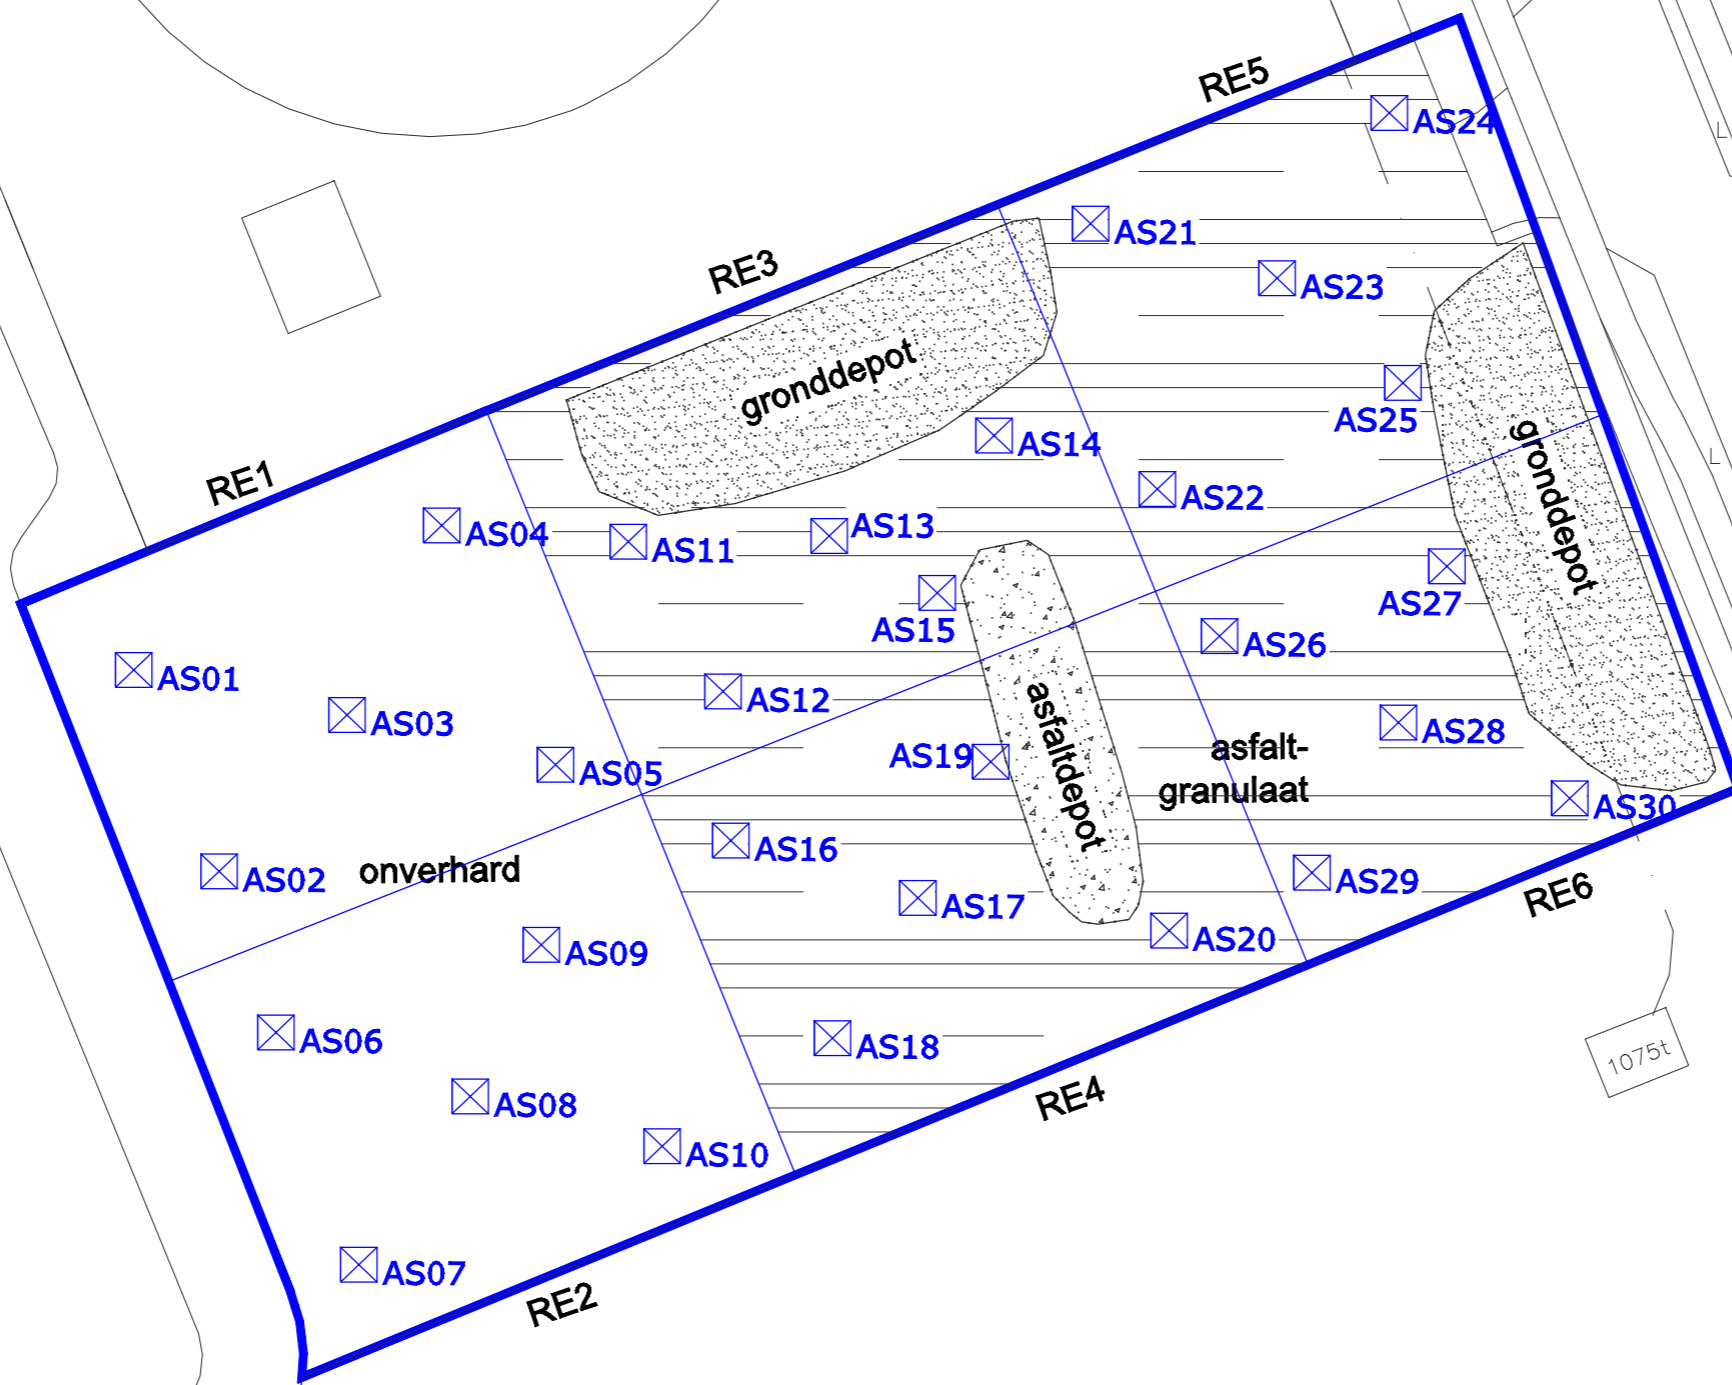 RE5
AS24
L
AS21
RE3
AS23
gronddepot
AS25
AS14
gronddepot
L
RE1
AS22
AS04
AS13
AS11
AS27
AS15
AS26
AS01
AS12
AS03
AS28
asfaltdepot
AS19
asfalt-
granulaat
AS05
AS30
AS16
onverhard
AS02
AS29
RE6
AS17
AS20
AS09
AS06
AS18
1075t
RE4
AS08
AS10
AS07
RE2